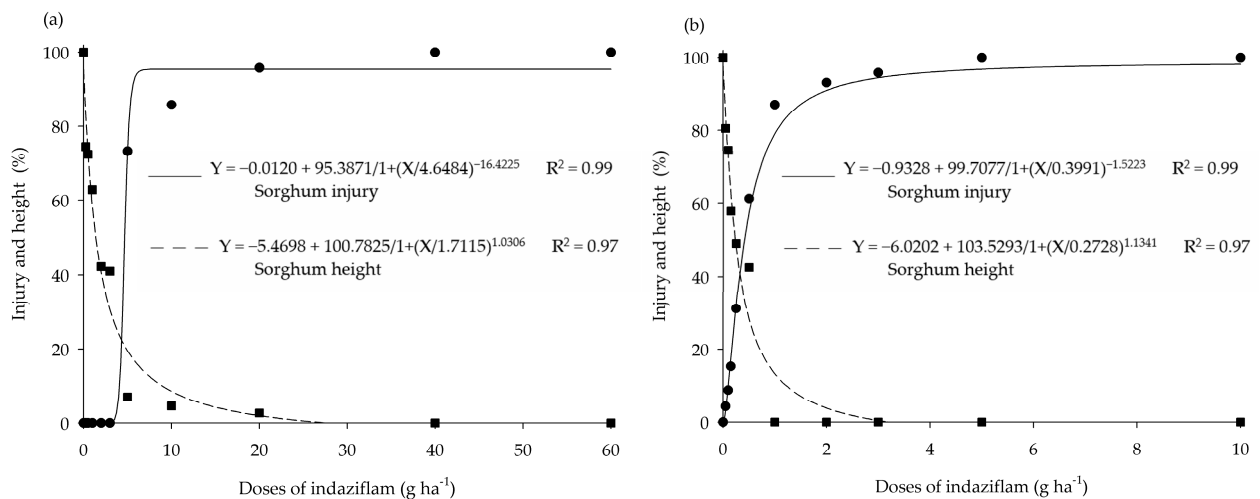 (a)
100
80
60
40
20
0
Injury and height (%)
Y = −0.0120 + 95.3871/1+(X/4.6484)^−16.4225 R^2 = 0.99
Sorghum injury
Y = −5.4698 + 100.7825/1+(X/1.7115)^1.0306 R^2 = 0.97
Sorghum height
0 10 20 30 40 50 60
Doses of indaziflam (g ha^-1)
(b)
100
80
60
40
20
0
Injury and height (%)
Y = −0.9328 + 99.7077/1+(X/0.3991)^−1.5223 R^2 = 0.99
Sorghum injury
Y = −6.0202 + 103.5293/1+(X/0.2728)^1.1341 R^2 = 0.97
Sorghum height
0 2 4 6 8 10
Doses of indaziflam (g ha^-1)